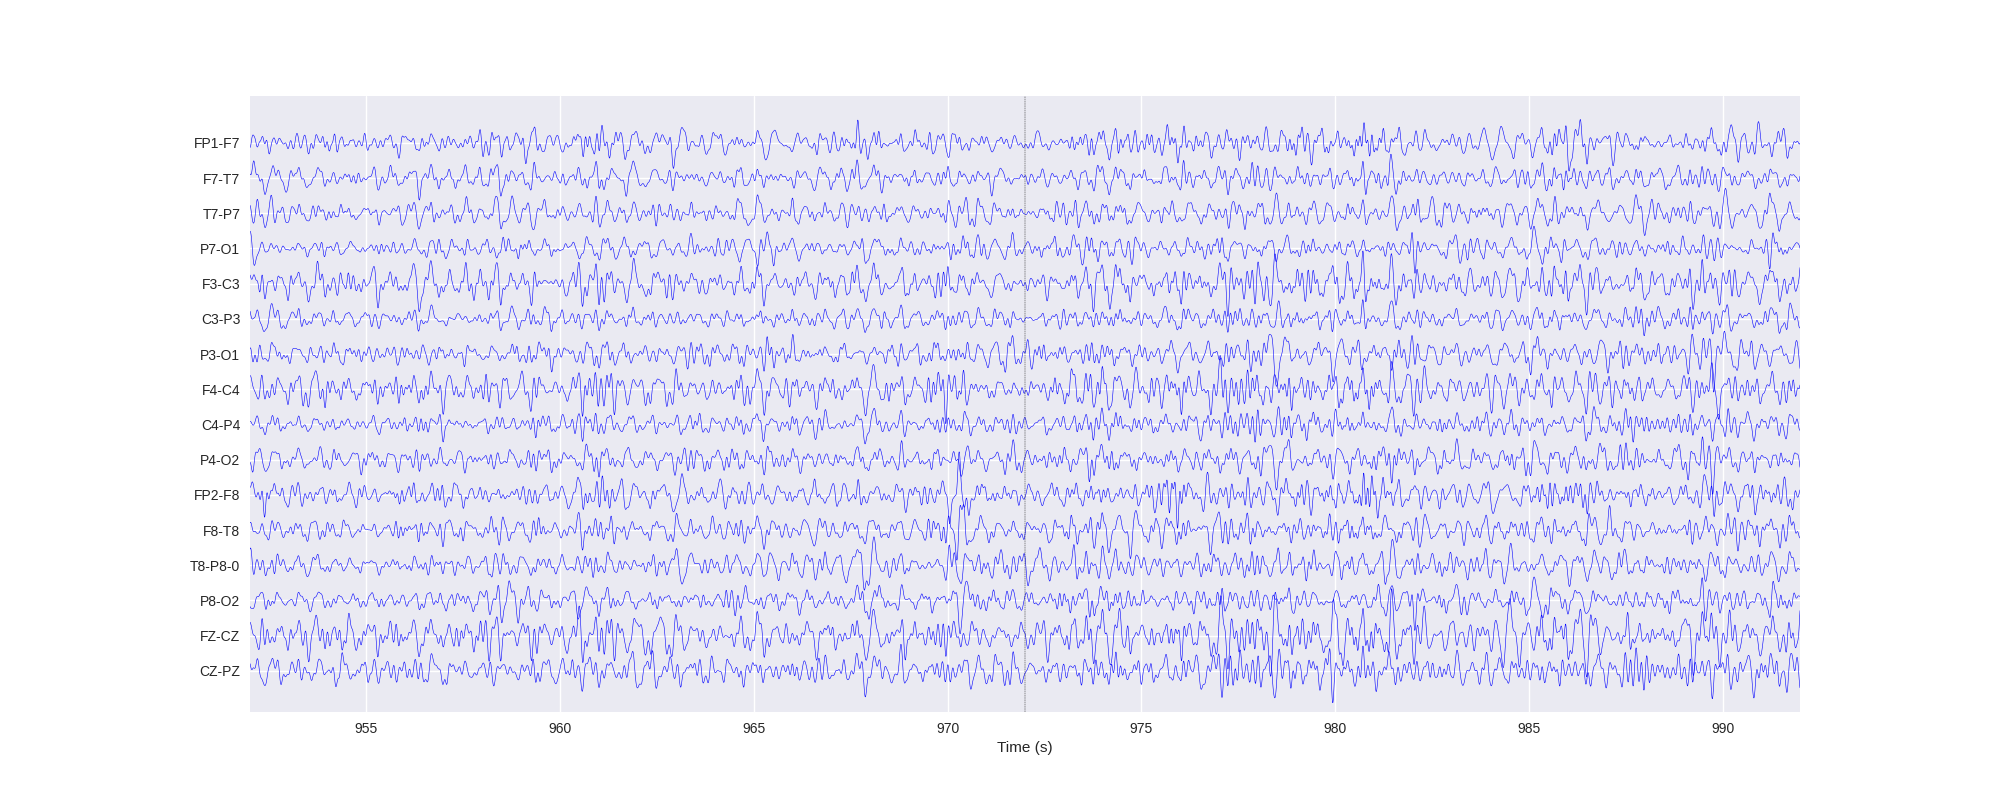 FP1-F7
F7-T7
T7-P7
P7-O1
F3-C3
C3-P3
P3-O1
F4-C4
C4-P4
P4-O2
FP2-F8
F8-T8
T8-P8-0
P8-O2
FZ-CZ
CZ-PZ
955 960 965 970 975 980 985 990
Time (s)